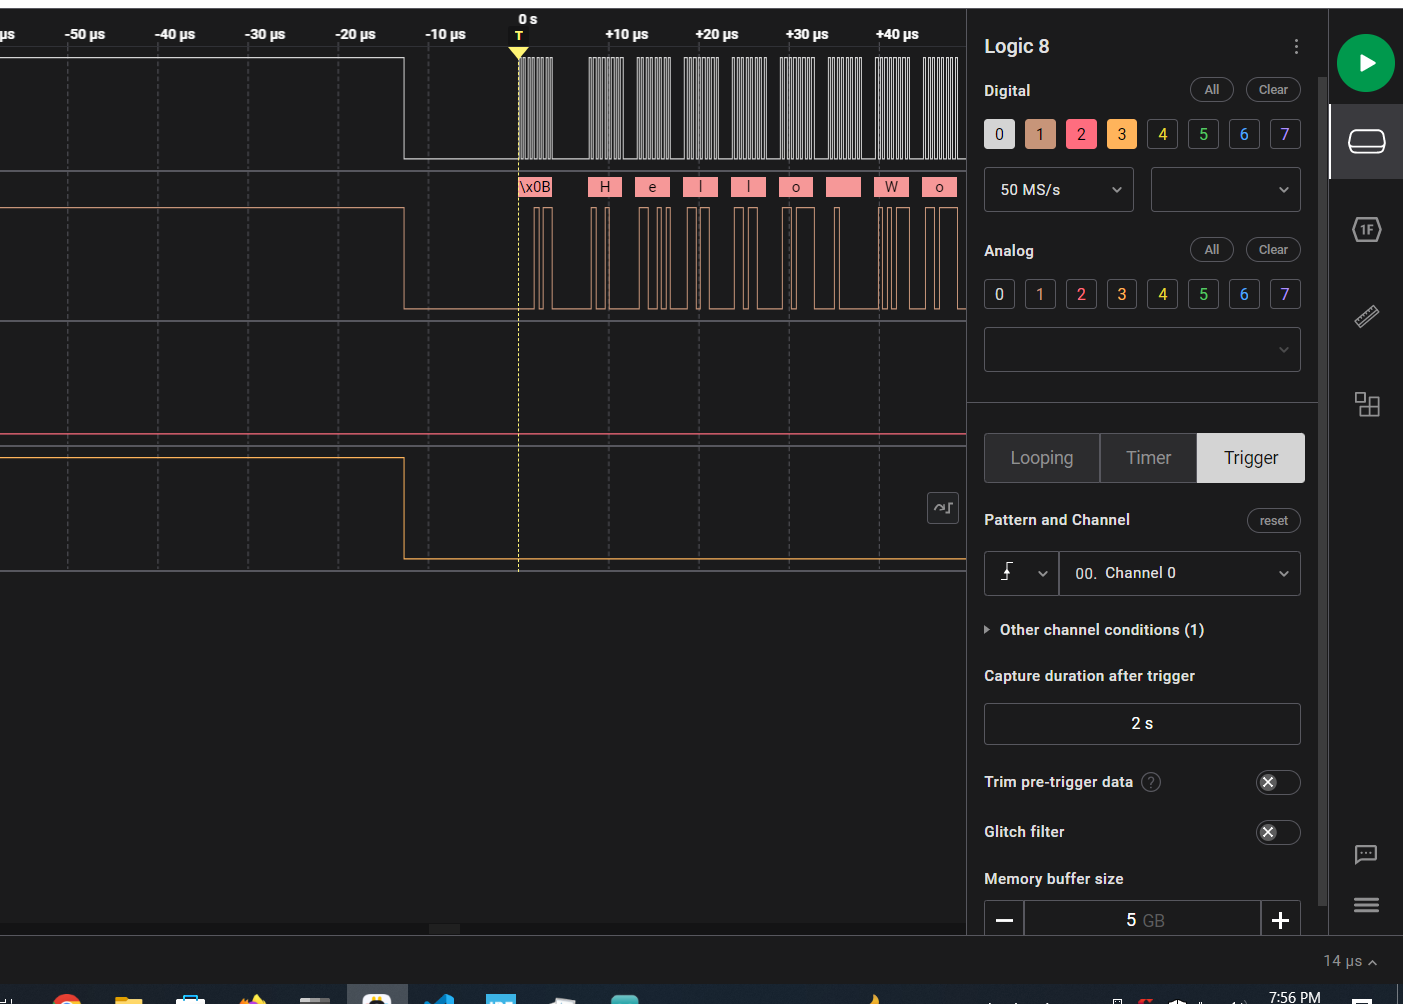 0 s
µs -50 µs -40 µs -30 µs -20 µs -10 µs T +10 µs +20 µs +30 µs +40 µs
\x0B H e l l o W o
Logic 8
Digital All Clear
0 1 2 3 4 5 6 7
50 MS/s
Analog All Clear
0 1 2 3 4 5 6 7
Looping Timer Trigger
Pattern and Channel reset
00. Channel 0
Other channel conditions (1)
Capture duration after trigger
2 s
Trim pre-trigger data ?
Glitch filter
Memory buffer size
5 GB
1F
14 µs
7:56 PM